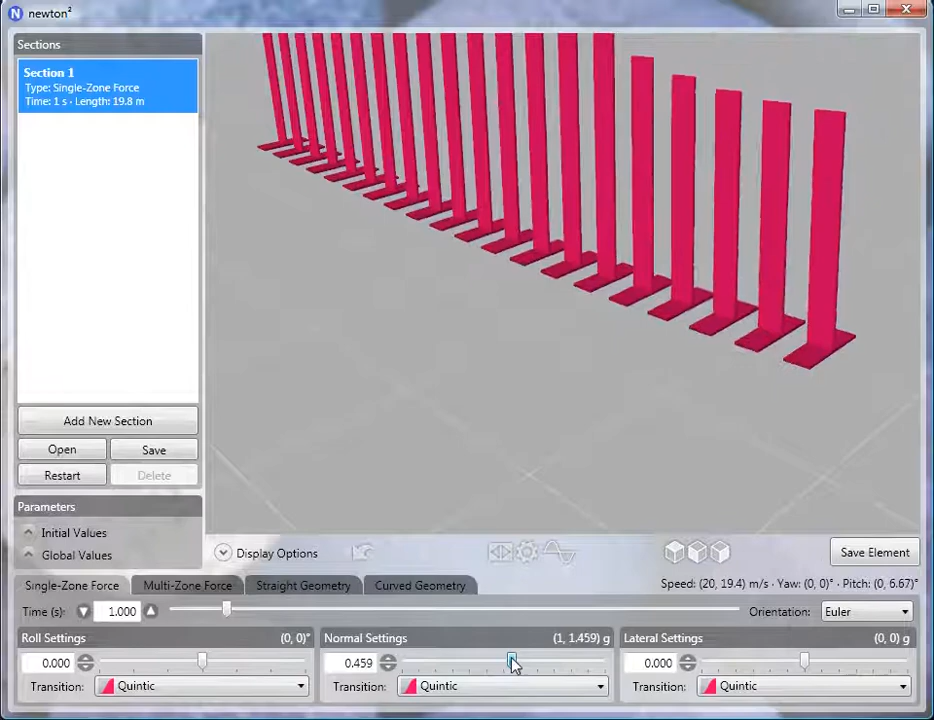 newton²
Sections
Section 1
Type: Single-Zone Force
Time: 1 s · Length: 19.8 m
Add New Section
Open
Save
Restart
Delete
Parameters
Initial Values
Global Values
Display Options
Save Element
Single-Zone Force
Multi-Zone Force
Straight Geometry
Curved Geometry
Speed: (20, 19.4) m/s · Yaw: (0, 0)° · Pitch: (0, 6.67)°
Time (s):
1.000
Orientation:
Euler
Roll Settings
(0, 0)°
0.000
Transition:
Quintic
Normal Settings
(1, 1.459) g
0.459
Transition:
Quintic
Lateral Settings
(0, 0) g
0.000
Transition:
Quintic